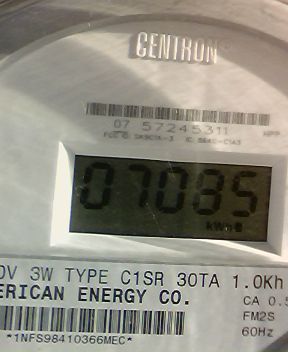 CENTRON®
07 57245311
07085
kWh
0V 3W TYPE C1SR 30TA 1.0Kh
ERICAN ENERGY CO.
CA 0.5
FM2S
60Hz
*1NFS98410366MEC*